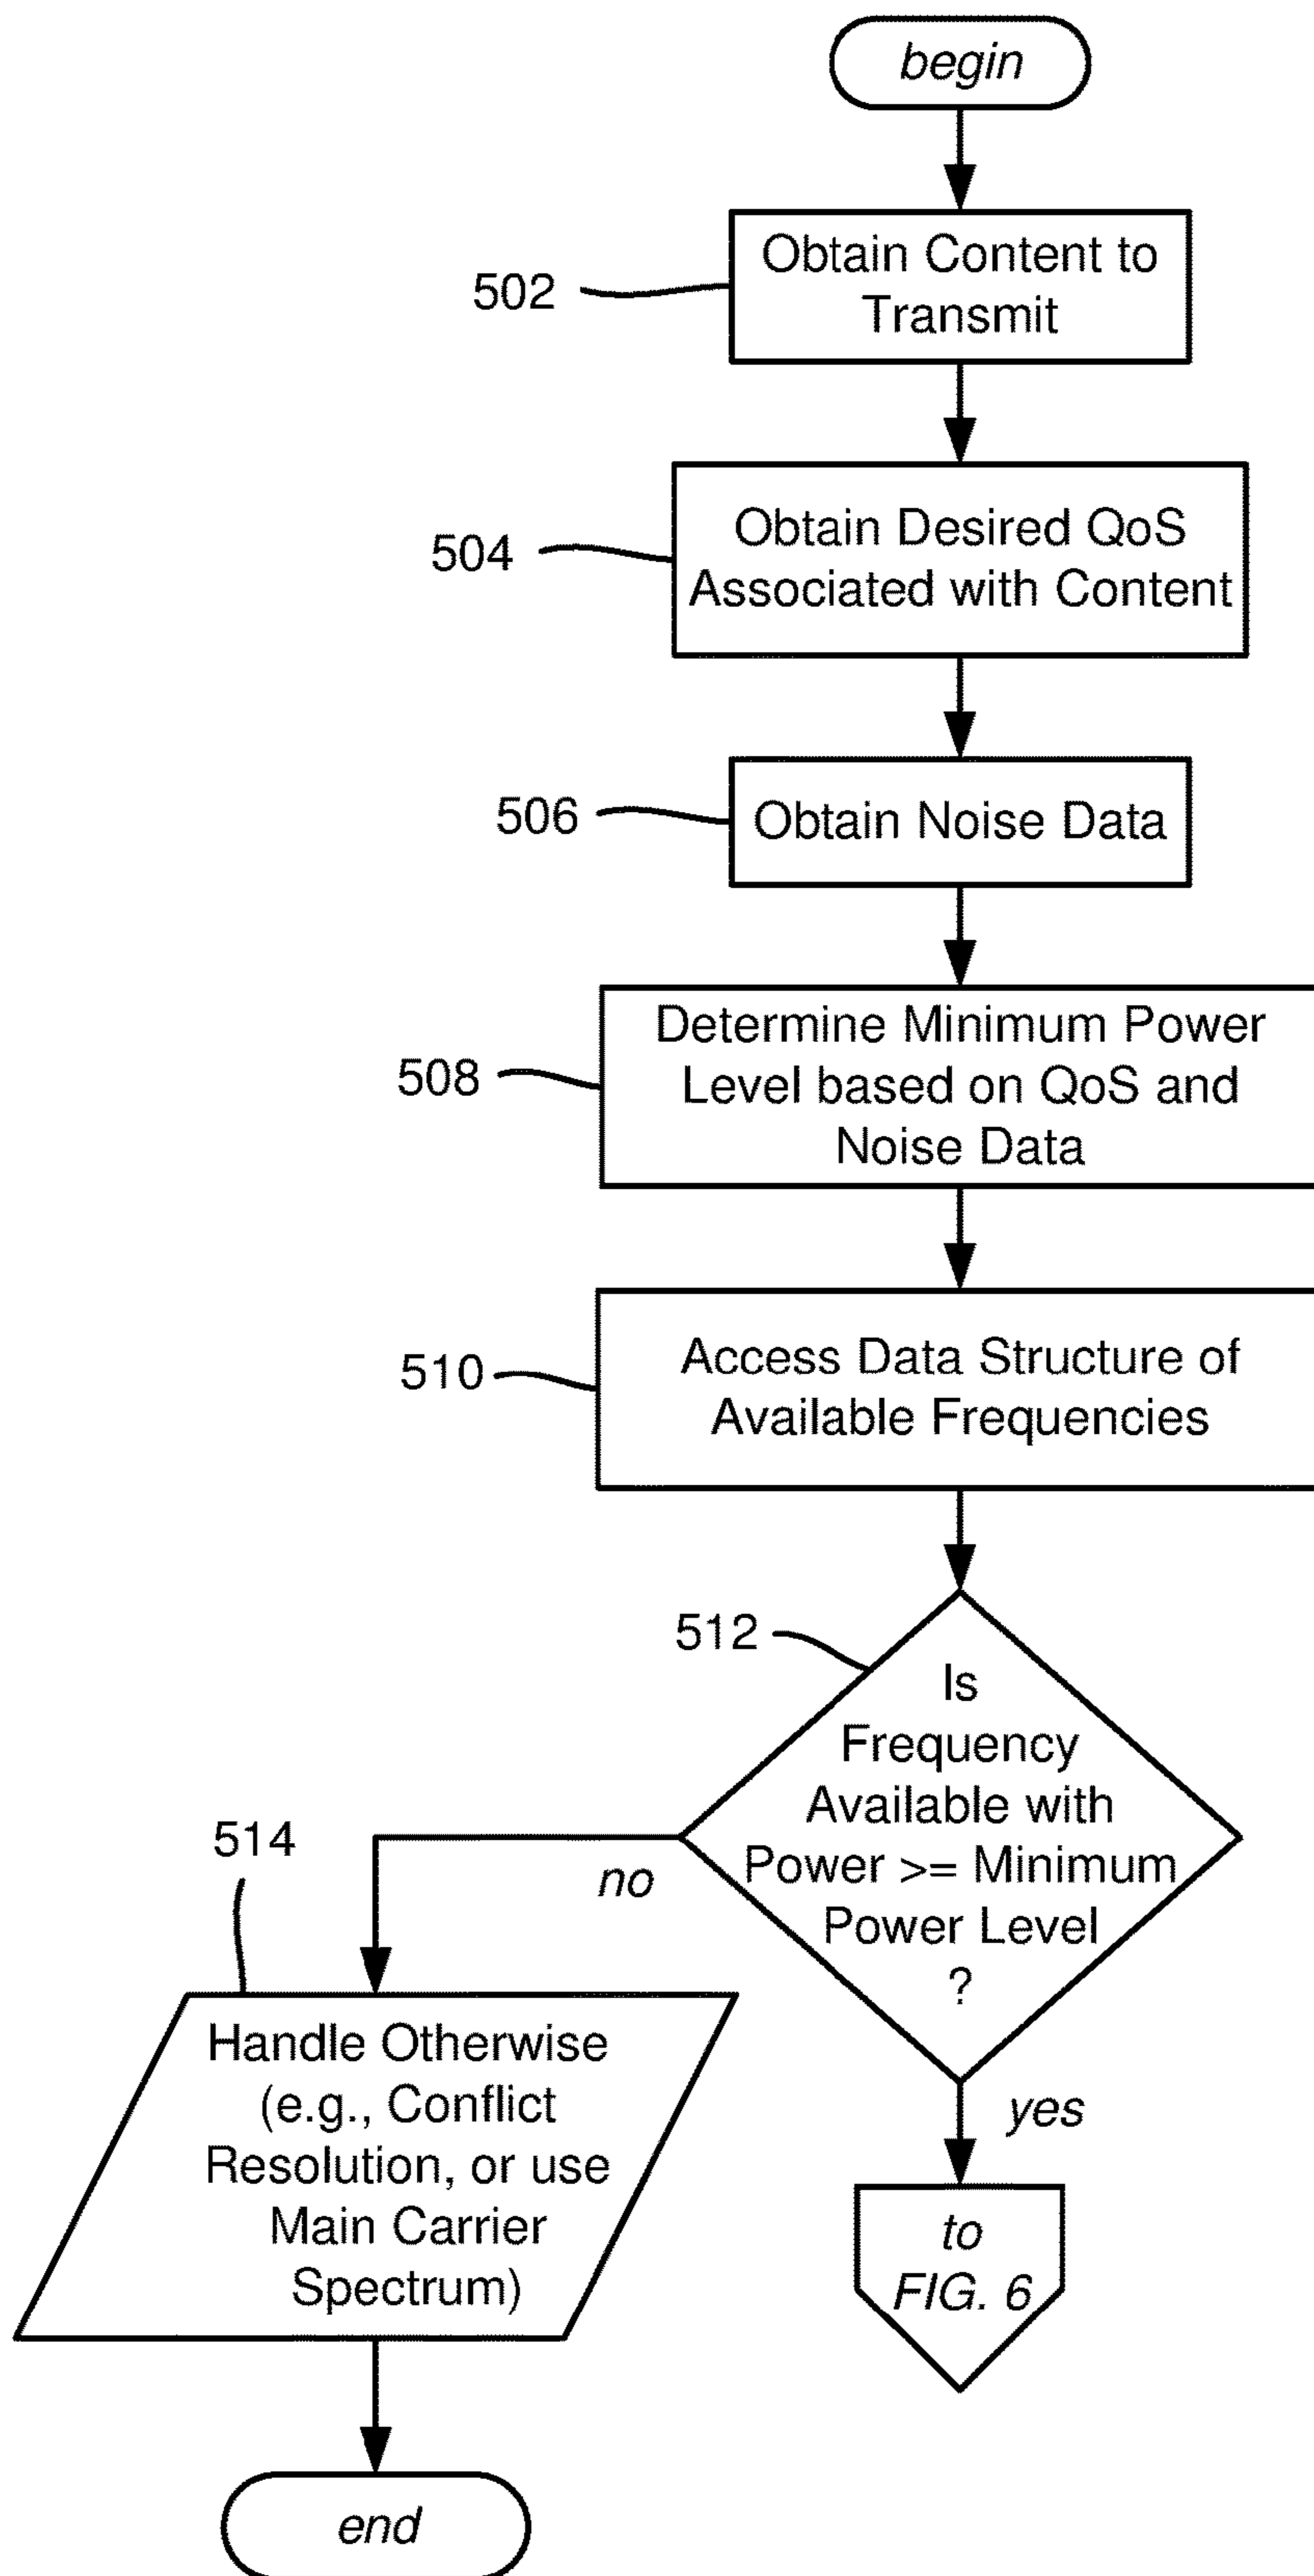 begin
502
Obtain Content to
Transmit
504
Obtain Desired QoS
Associated with Content
506
Obtain Noise Data
508
Determine Minimum Power
Level based on QoS and
Noise Data
510
Access Data Structure of
Available Frequencies
512
Is
Frequency
Available with
Power >= Minimum
Power Level
?
no
yes
514
Handle Otherwise
(e.g., Conflict
Resolution, or use
Main Carrier
Spectrum)
to
FIG. 6
end